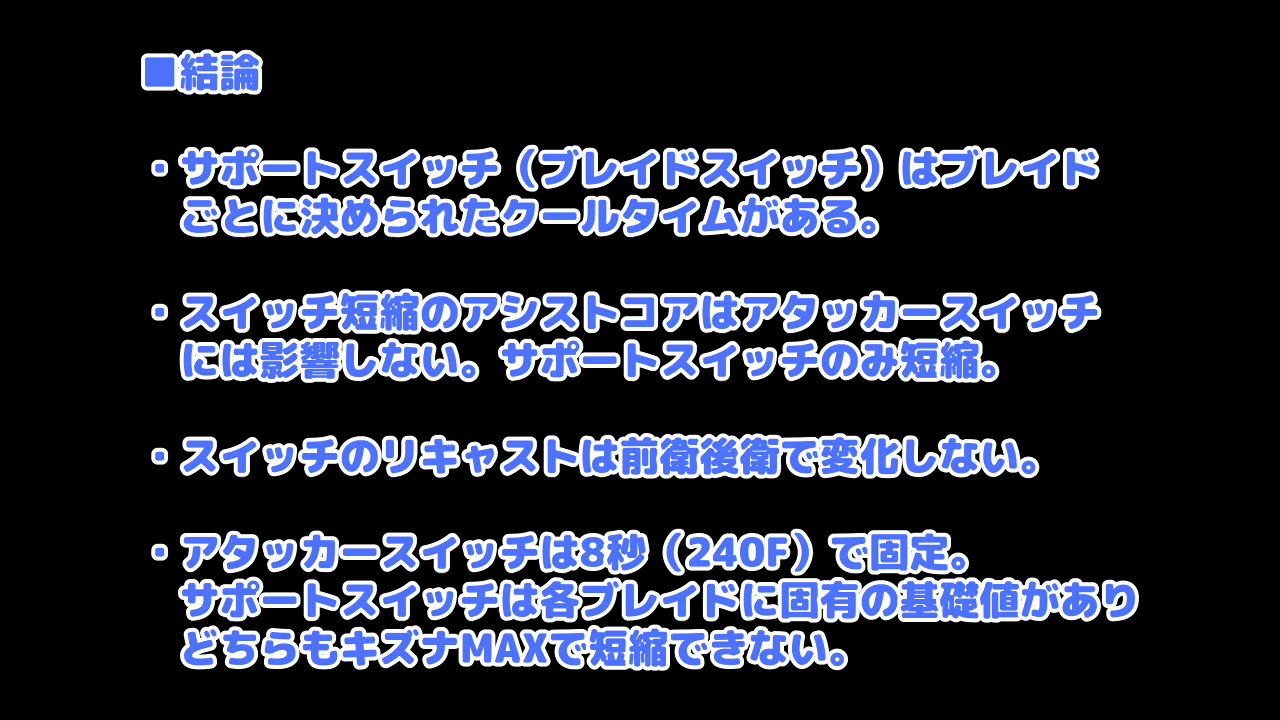 ■結論
・サポートスイッチ（ブレイドスイッチ）はブレイド
ごとに決められたクールタイムがある。
・スイッチ短縮のアシストコアはアタッカースイッチ
には影響しない。サポートスイッチのみ短縮。
・スイッチのリキャストは前衛後衛で変化しない。
・アタッカースイッチは8秒（240F）で固定。
サポートスイッチは各ブレイドに固有の基礎値があり
どちらもキズナMAXで短縮できない。